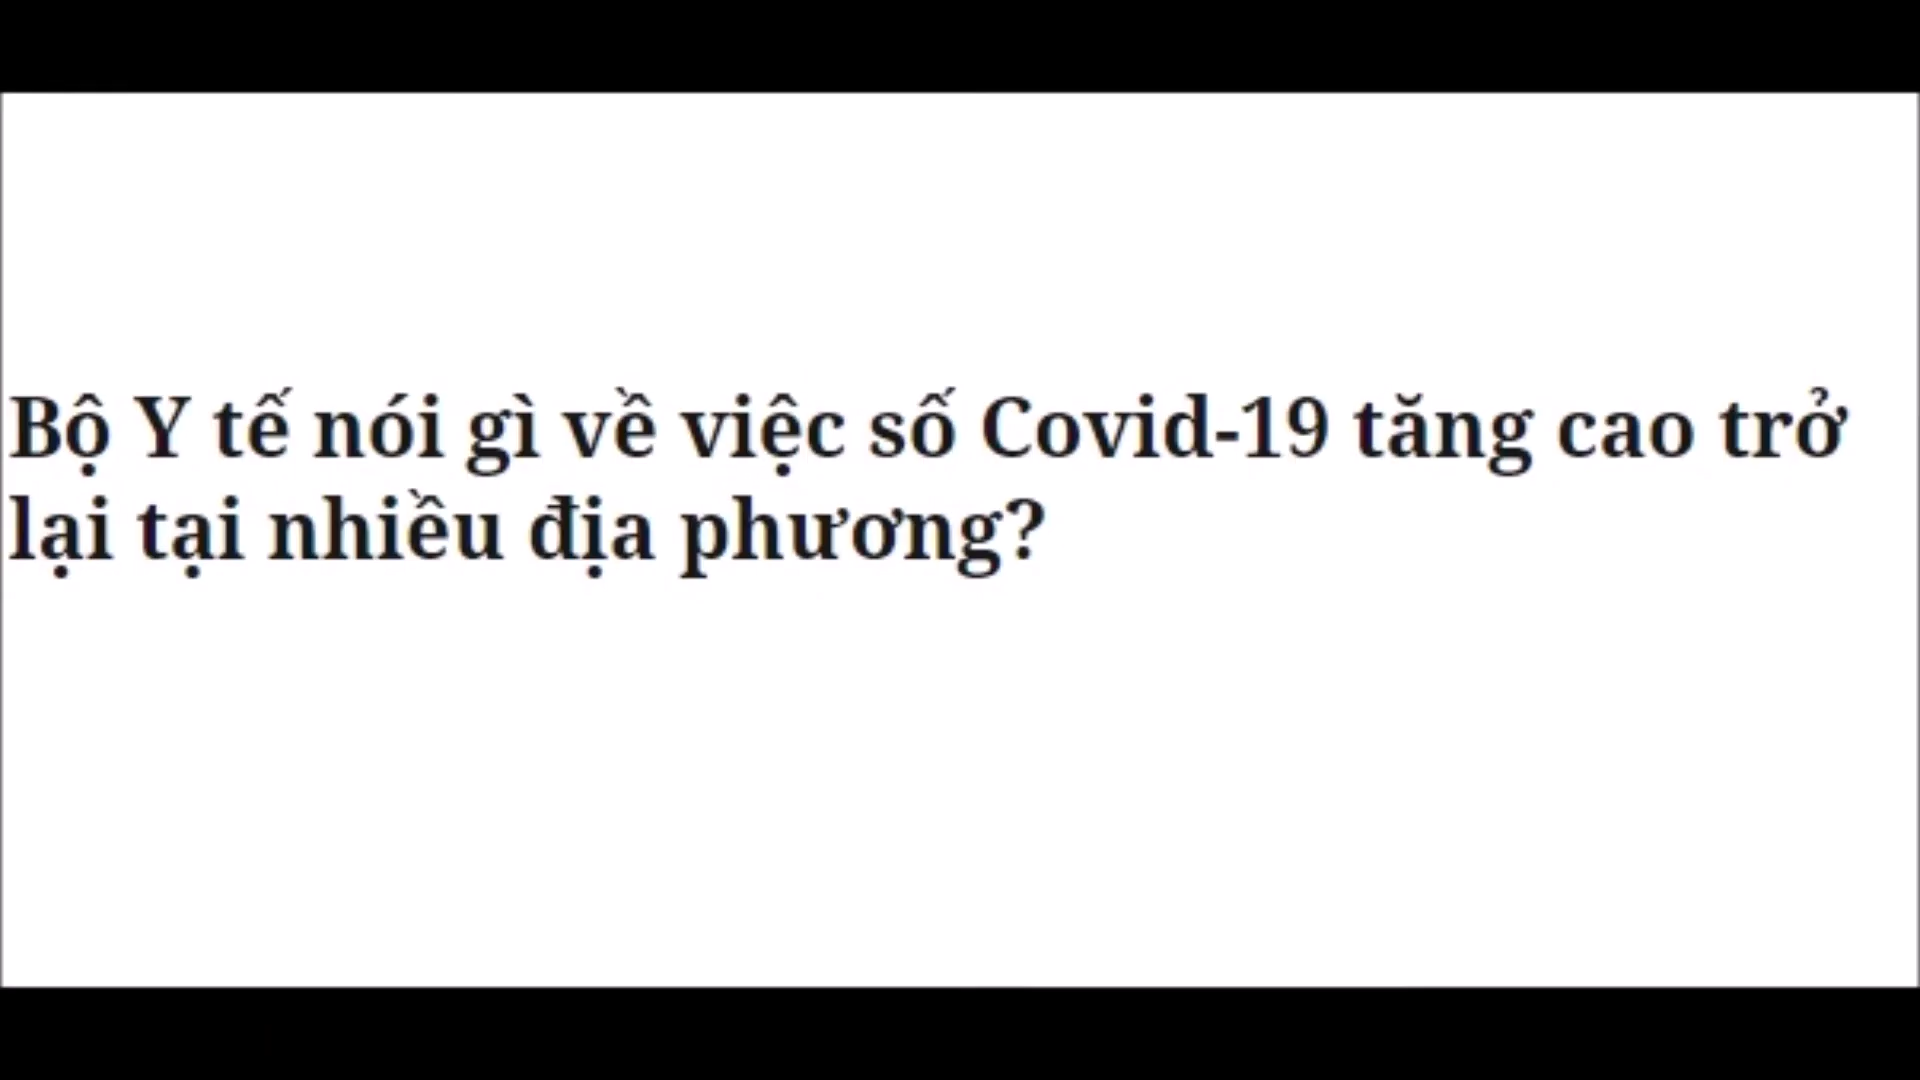 Bộ Y tế nói gì về việc số Covid-19 tăng cao trở
lại tại nhiều địa phương?